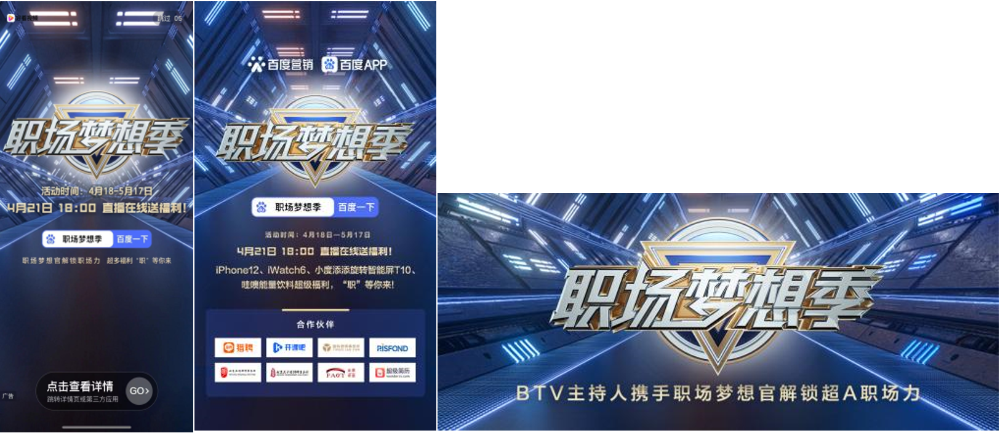 好看视频
跳过 05
职场梦想季
活动时间：4月18-5月17日
4月21日 18:00 直播在线送福利！
职场梦想季 百度一下
职场梦想官解锁职场力 超多福利“职”等你来
点击查看详情
跳转详情页或第三方应用
GO>
广告
百度营销 百度APP
职场梦想季
职场梦想季 百度一下
活动时间：4月18日—5月17日
4月21日 18:00 直播在线送福利！
iPhone12、iWatch6、小度添添旋转智能屏T10、
哇噢能量饮料超级福利，“职”等你来！
合作伙伴
猎聘 开课吧 RISFOND
超级简历
职场梦想季
BTV主持人携手职场梦想官解锁超A职场力